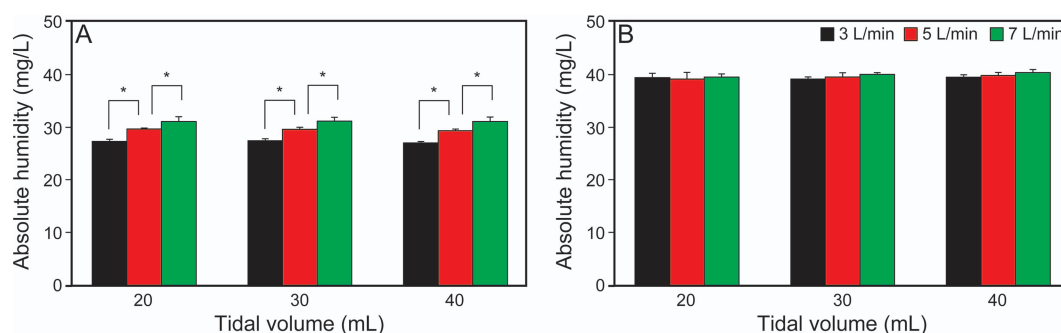 A
Absolute humidity (mg/L)
50
40
30
20
10
0
* * * * * *
20 30 40
Tidal volume (mL)
B
3 L/min 5 L/min 7 L/min
Absolute humidity (mg/L)
50
40
30
20
10
0
20 30 40
Tidal volume (mL)